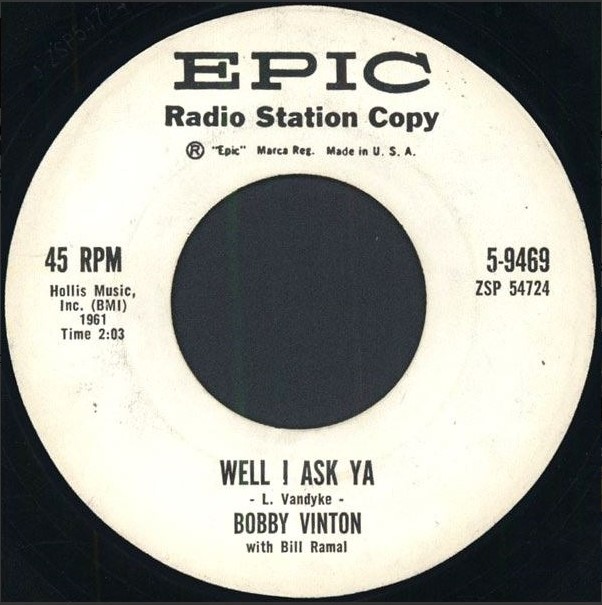 EPIC
Radio Station Copy
Ⓡ "Epic" Marca Reg. Made in U. S. A.
45 RPM
Hollis Music,
Inc. (BMI)
1961
Time 2:03
5-9469
ZSP 54724
WELL I ASK YA
- L. Vandyke -
BOBBY VINTON
with Bill Ramal